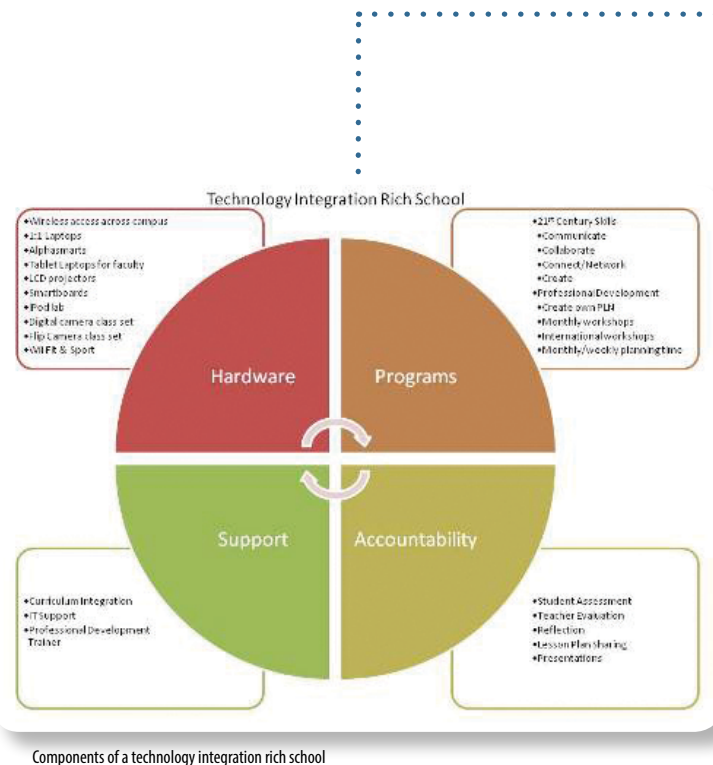 Technology Integration Rich School
•Wireless access across campus
•1:1 Laptops
•Alphasmarts
•Tablet Laptops for faculty
•LCD projectors
•Smartboards
•iPod lab
•Digital camera class set
•Flip Camera class set
•Wii Fit & Sport
•21st Century Skills
•Communicate
•Collaborate
•Connect/Network
•Create
•Professional Development
•Create own PLN
•Monthly workshops
•International workshops
•Monthly/weekly planning time
Hardware
Programs
Support
Accountability
•Curriculum Integration
•IT Support
•Professional Development
Trainer
•Student Assessment
•Teacher Evaluation
•Reflection
•Lesson Plan Sharing
•Presentations
Components of a technology integration rich school